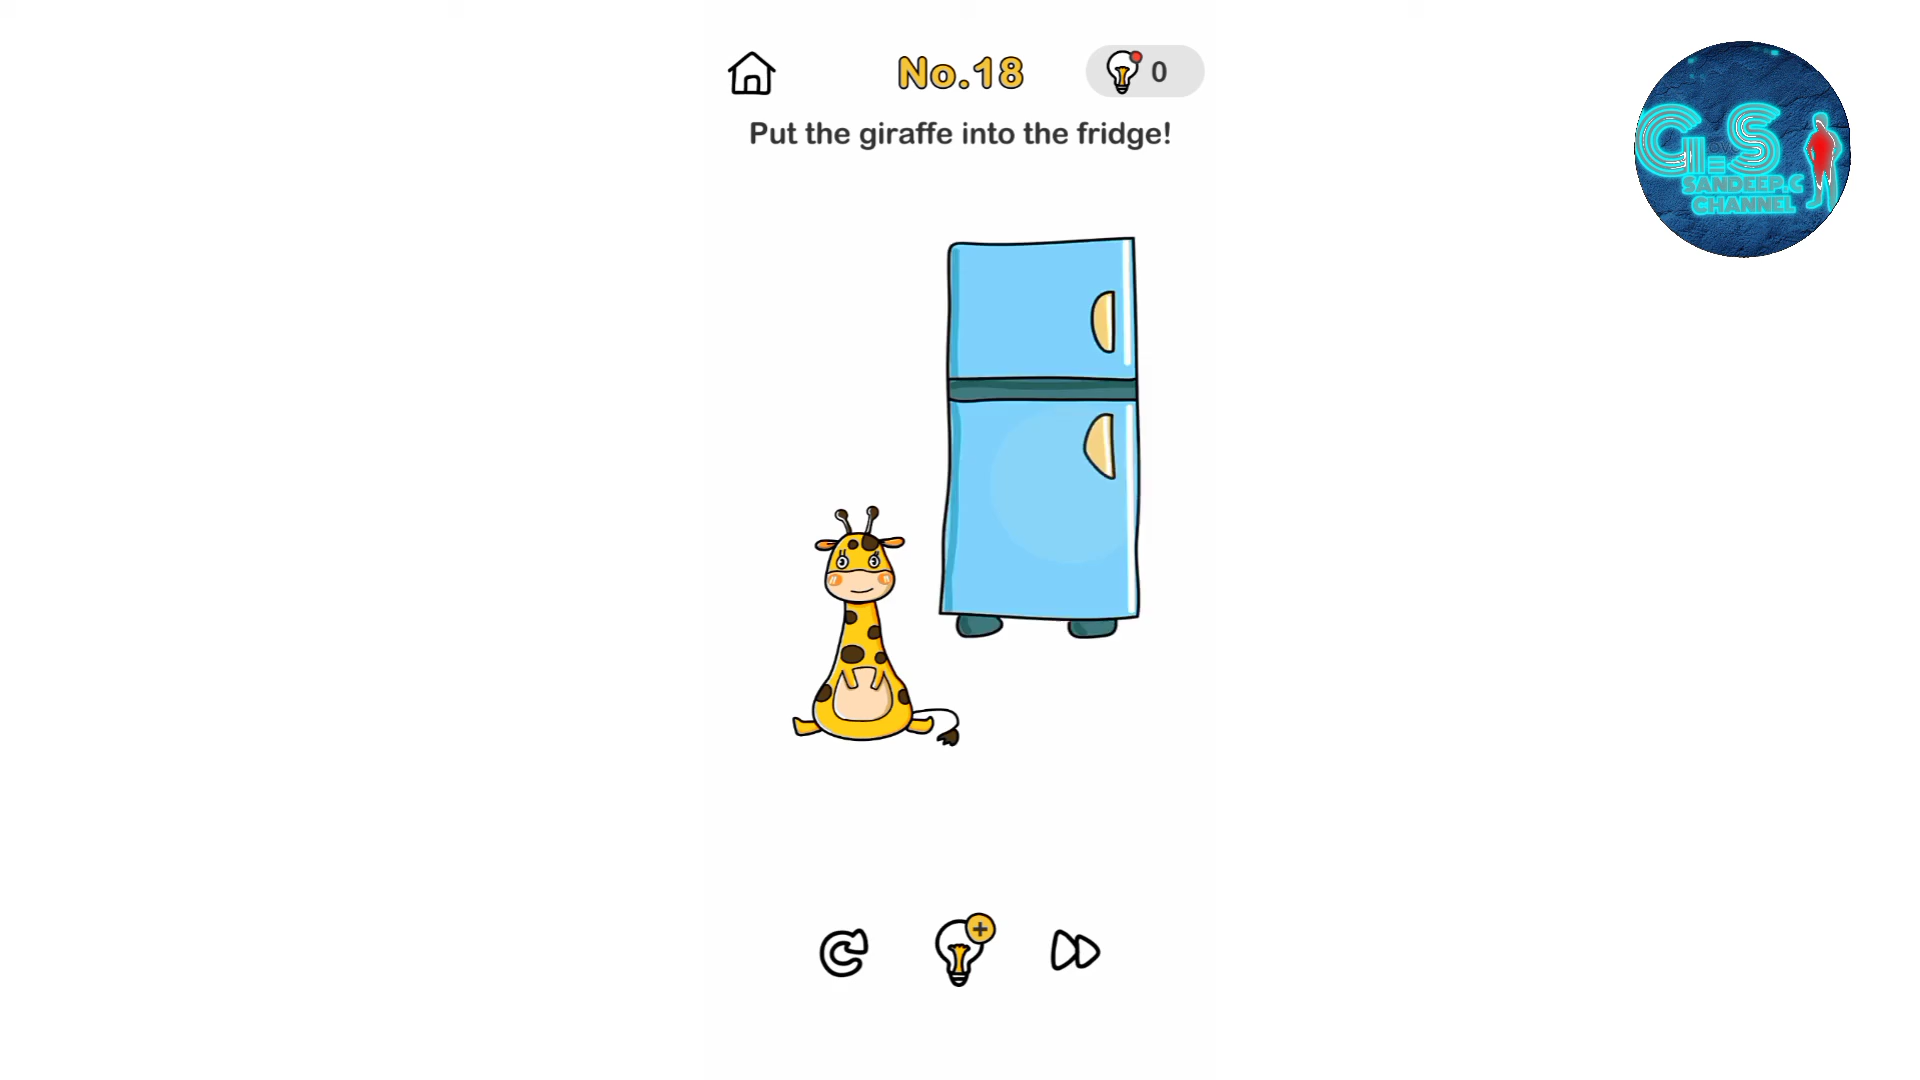 No.18
0
Put the giraffe into the fridge!
G.S
SANDEEP.C
CHANNEL